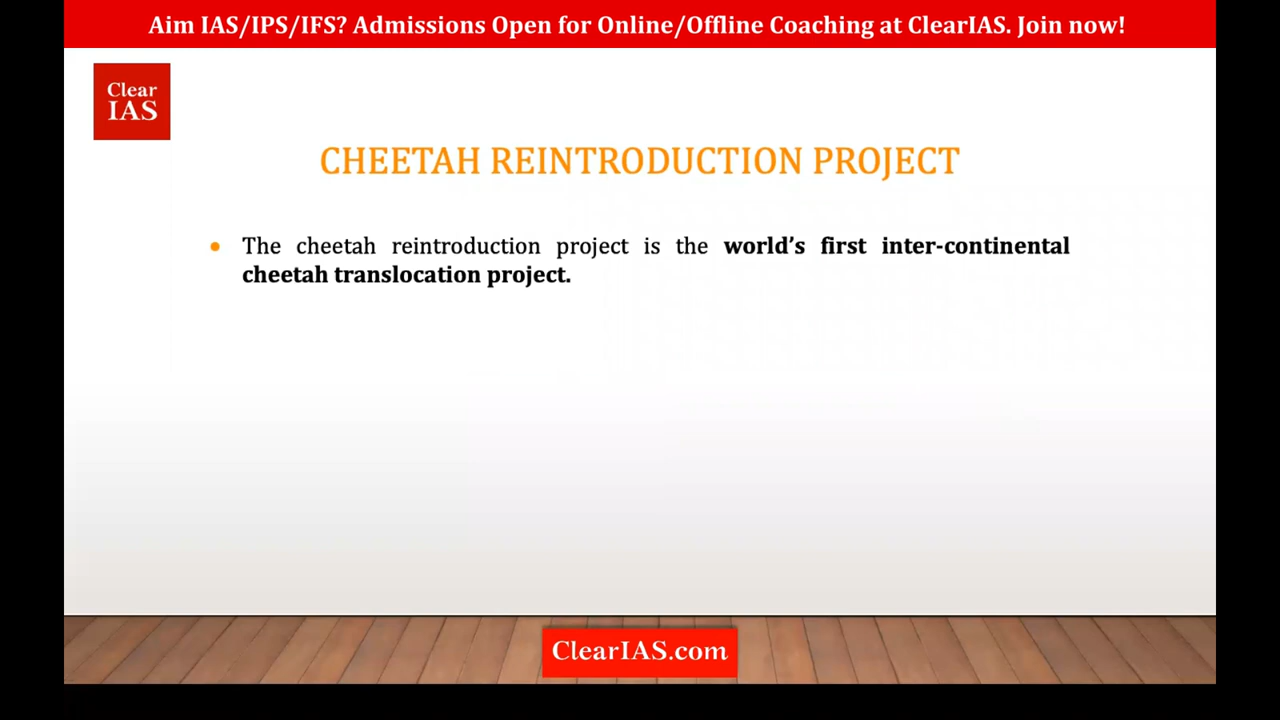 Aim IAS/IPS/IFS? Admissions Open for Online/Offline Coaching at ClearIAS. Join now!
Clear
IAS
CHEETAH REINTRODUCTION PROJECT
The cheetah reintroduction project is the world’s first inter-continental
cheetah translocation project.
ClearIAS.com